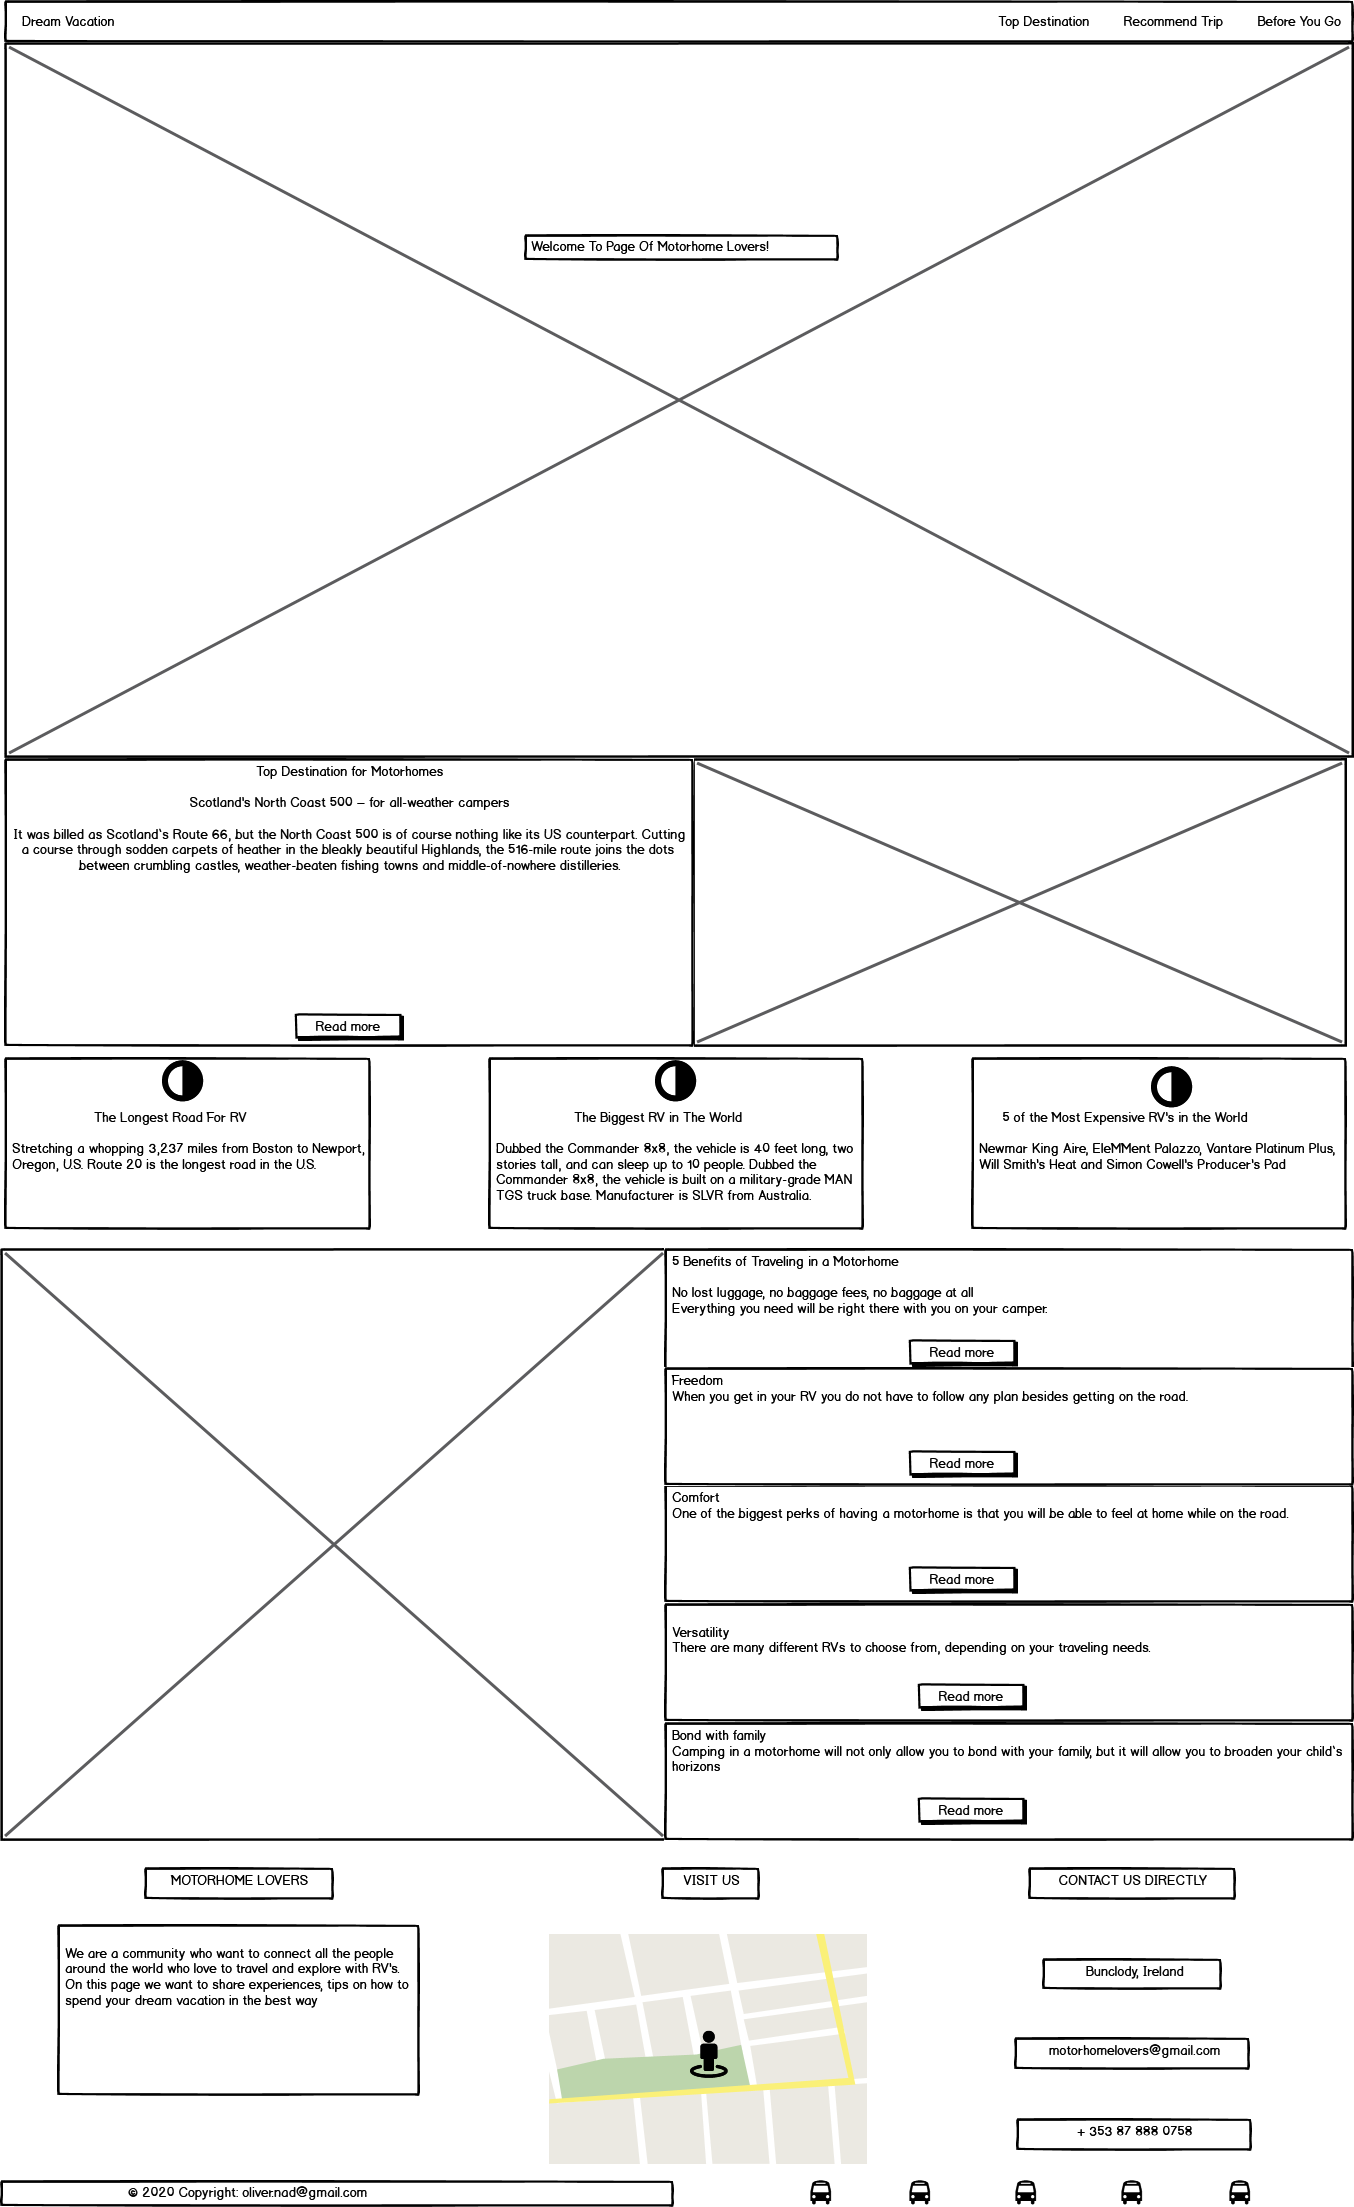 Dream Vacation
Top Destination
Recommend Trip
Before You Go
Welcome To Page Of Motorhome Lovers!
Top Destination for Motorhomes
Scotland's North Coast 500 – for all-weather campers
It was billed as Scotland`s Route 66, but the North Coast 500 is of course nothing like its US counterpart. Cutting
a course through sodden carpets of heather in the bleakly beautiful Highlands, the 516-mile route joins the dots
between crumbling castles, weather-beaten fishing towns and middle-of-nowhere distilleries.
Read more
The Longest Road For RV
Stretching a whopping 3,237 miles from Boston to Newport,
Oregon, U.S. Route 20 is the longest road in the U.S.
The Biggest RV in The World
Dubbed the Commander 8x8, the vehicle is 40 feet long, two
stories tall, and can sleep up to 10 people. Dubbed the
Commander 8x8, the vehicle is built on a military-grade MAN
TGS truck base. Manufacturer is SLVR from Australia.
5 of the Most Expensive RV's in the World
Newmar King Aire, EleMMent Palazzo, Vantare Platinum Plus,
Will Smith's Heat and Simon Cowell's Producer's Pad
5 Benefits of Traveling in a Motorhome
No lost luggage, no baggage fees, no baggage at all
Everything you need will be right there with you on your camper.
Read more
Freedom
When you get in your RV you do not have to follow any plan besides getting on the road.
Read more
Comfort
One of the biggest perks of having a motorhome is that you will be able to feel at home while on the road.
Read more
Versatility
There are many different RVs to choose from, depending on your traveling needs.
Read more
Bond with family
Camping in a motorhome will not only allow you to bond with your family, but it will allow you to broaden your child`s
horizons
Read more
MOTORHOME LOVERS
We are a community who want to connect all the people
around the world who love to travel and explore with RV's.
On this page we want to share experiences, tips on how to
spend your dream vacation in the best way
VISIT US
CONTACT US DIRECTLY
Bunclody, Ireland
motorhomelovers@gmail.com
+ 353 87 888 0758
© 2020 Copyright: oliver.nad@gmail.com